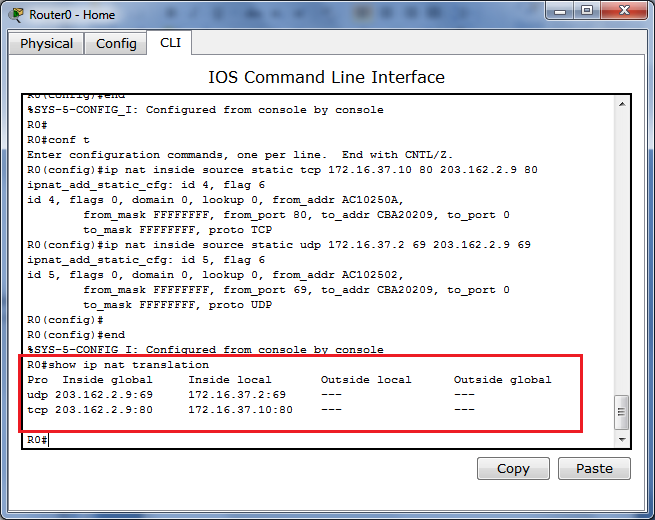 Router0 - Home
Physical Config CLI
IOS Command Line Interface
R0(config)#end
%SYS-5-CONFIG_I: Configured from console by console
R0#
R0#conf t
Enter configuration commands, one per line.  End with CNTL/Z.
R0(config)#ip nat inside source static tcp 172.16.37.10 80 203.162.2.9 80
ipnat_add_static_cfg: id 4, flag 6
id 4, flags 0, domain 0, lookup 0, from_addr AC10250A,
        from_mask FFFFFFFF, from_port 80, to_addr CBA20209, to_port 0
        to_mask FFFFFFFF, proto TCP
R0(config)#ip nat inside source static udp 172.16.37.2 69 203.162.2.9 69
ipnat_add_static_cfg: id 5, flag 6
id 5, flags 0, domain 0, lookup 0, from_addr AC102502,
        from_mask FFFFFFFF, from_port 69, to_addr CBA20209, to_port 0
        to_mask FFFFFFFF, proto UDP
R0(config)#
R0(config)#end
%SYS-5-CONFIG_I: Configured from console by console
R0#show ip nat translation
Pro  Inside global     Inside local       Outside local      Outside global
udp 203.162.2.9:69     172.16.37.2:69     ---                ---
tcp 203.162.2.9:80     172.16.37.10:80    ---                ---
R0#
Copy Paste